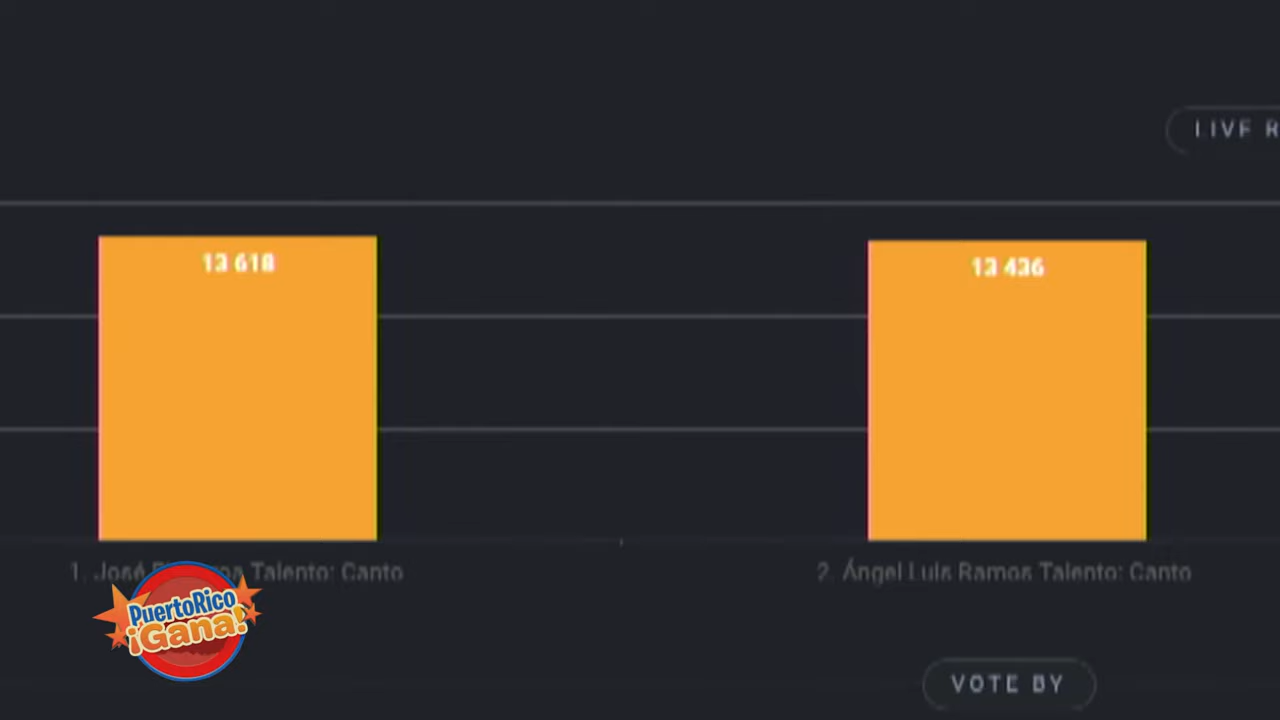 LIVE R
13 618
13 436
1. José Talento: Canto
2. Ángel Luis Ramos Talento: Canto
PuertoRico
¡Gana!
VOTE BY